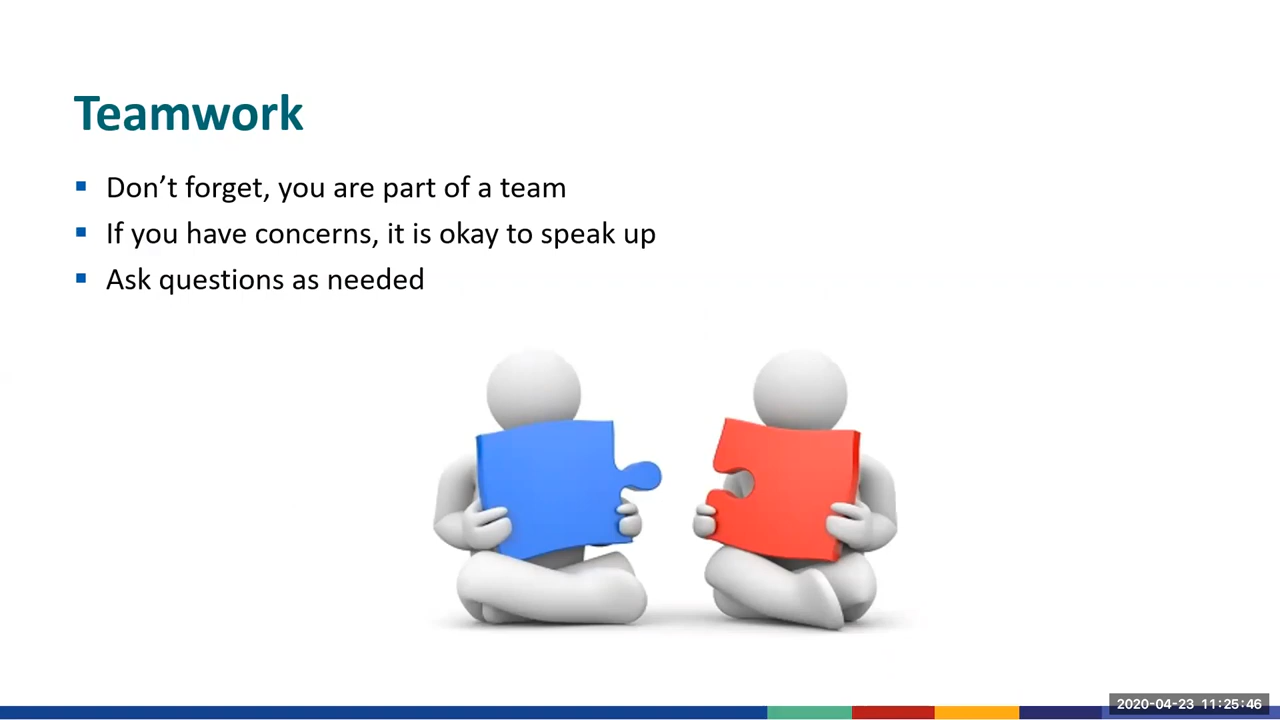 Teamwork
Don’t forget, you are part of a team
If you have concerns, it is okay to speak up
Ask questions as needed
2020-04-23 11:25:46